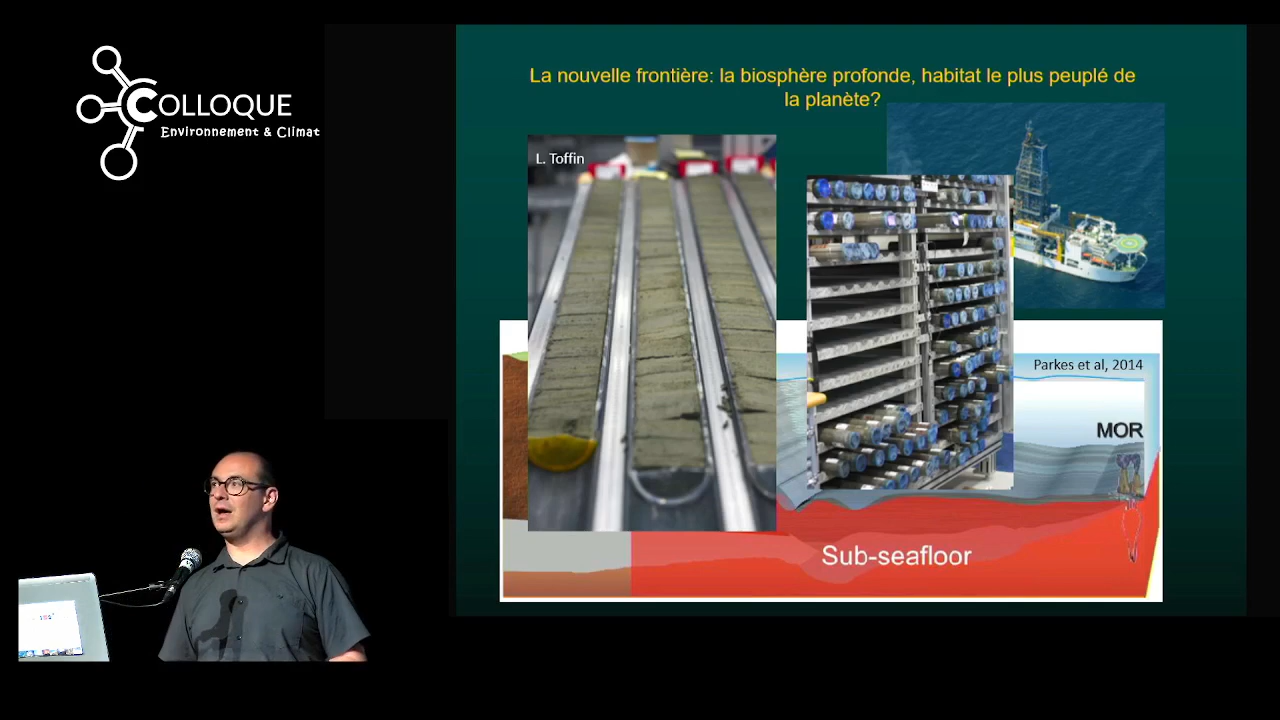 COLLOQUE
Environnement & Climat
La nouvelle frontière: la biosphère profonde, habitat le plus peuplé de
la planète?
L. Toffin
Parkes et al, 2014
MOR
Sub-seafloor